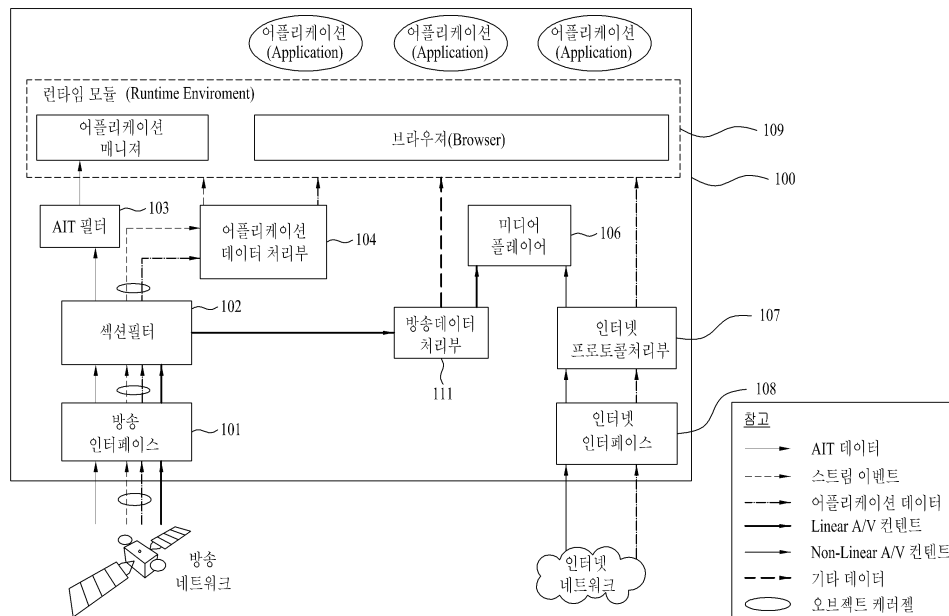 어플리케이션
(Application)
어플리케이션
(Application)
어플리케이션
(Application)
런타임 모듈 (Runtime Enviroment)
어플리케이션
매니져
브라우져(Browser)
109
100
AIT 필터
103
어플리케이션
데이터 처리부
104
미디어
플레이어
106
섹션필터
102
방송데이터
처리부
111
인터넷
프로토콜처리부
107
방송
인터페이스
101
인터넷
인터페이스
108
방송
네트워크
인터넷
네트워크
참고
AIT 데이터
스트림 이벤트
어플리케이션 데이터
Linear A/V 컨텐트
Non-Linear A/V 컨텐트
기타 데이터
오브젝트 케러젤